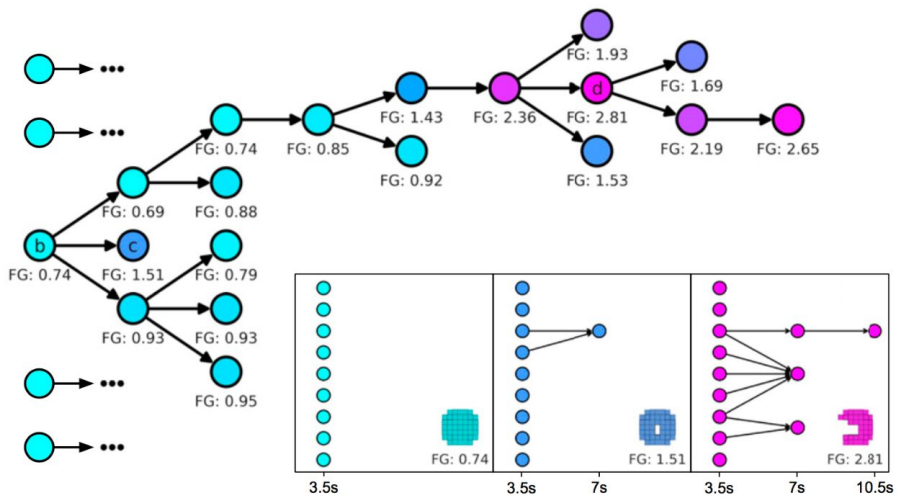 FG: 1.93
FG: 1.69
d
FG: 1.43
FG: 2.36
FG: 2.81
FG: 0.74
FG: 0.85
FG: 2.19
FG: 2.65
FG: 0.92
FG: 1.53
FG: 0.69
FG: 0.88
b
c
FG: 0.74
FG: 1.51
FG: 0.79
FG: 0.93
FG: 0.93
FG: 0.95
FG: 0.74
FG: 1.51
FG: 2.81
3.5s
3.5s
7s
3.5s
7s
10.5s